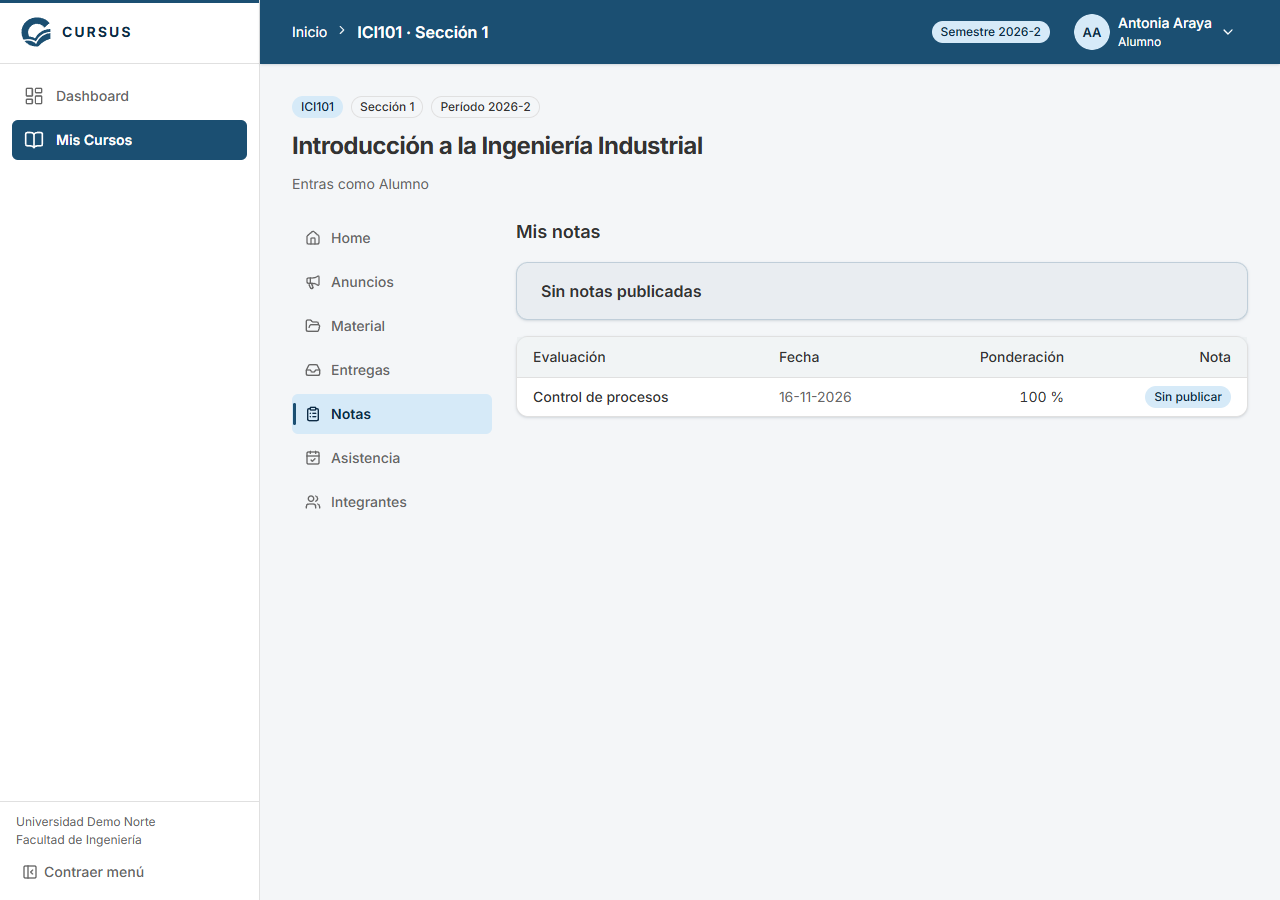 CURSUS
Inicio > ICI101 · Sección 1
Semestre 2026-2
AA
Antonia Araya
Alumno
Dashboard
Mis Cursos
ICI101 Sección 1 Período 2026-2
Introducción a la Ingeniería Industrial
Entras como Alumno
Home
Anuncios
Material
Entregas
Notas
Asistencia
Integrantes
Mis notas
Sin notas publicadas
Evaluación Fecha Ponderación Nota
Control de procesos 16-11-2026 100 % Sin publicar
Universidad Demo Norte
Facultad de Ingeniería
Contraer menú